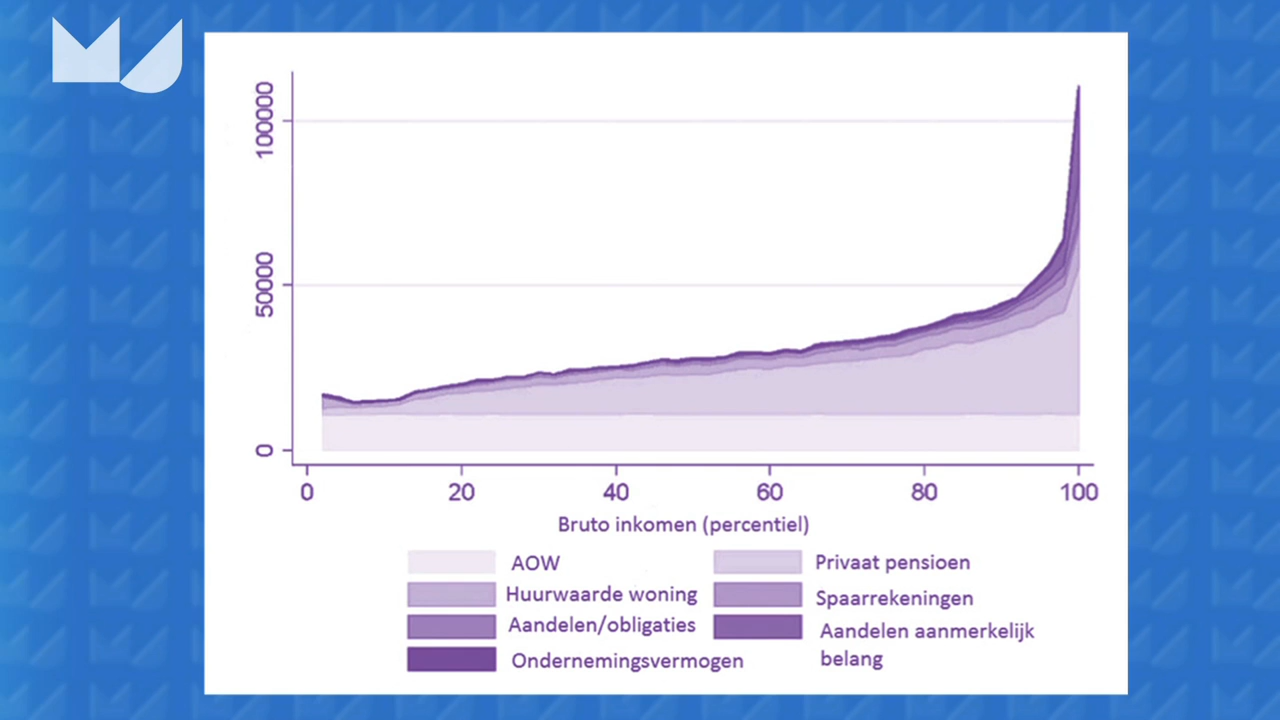 100000
50000
0
0 20 40 60 80 100
Bruto inkomen (percentiel)
AOW
Privaat pensioen
Huurwaarde woning
Spaarrekeningen
Aandelen/obligaties
Aandelen aanmerkelijk
belang
Ondernemingsvermogen